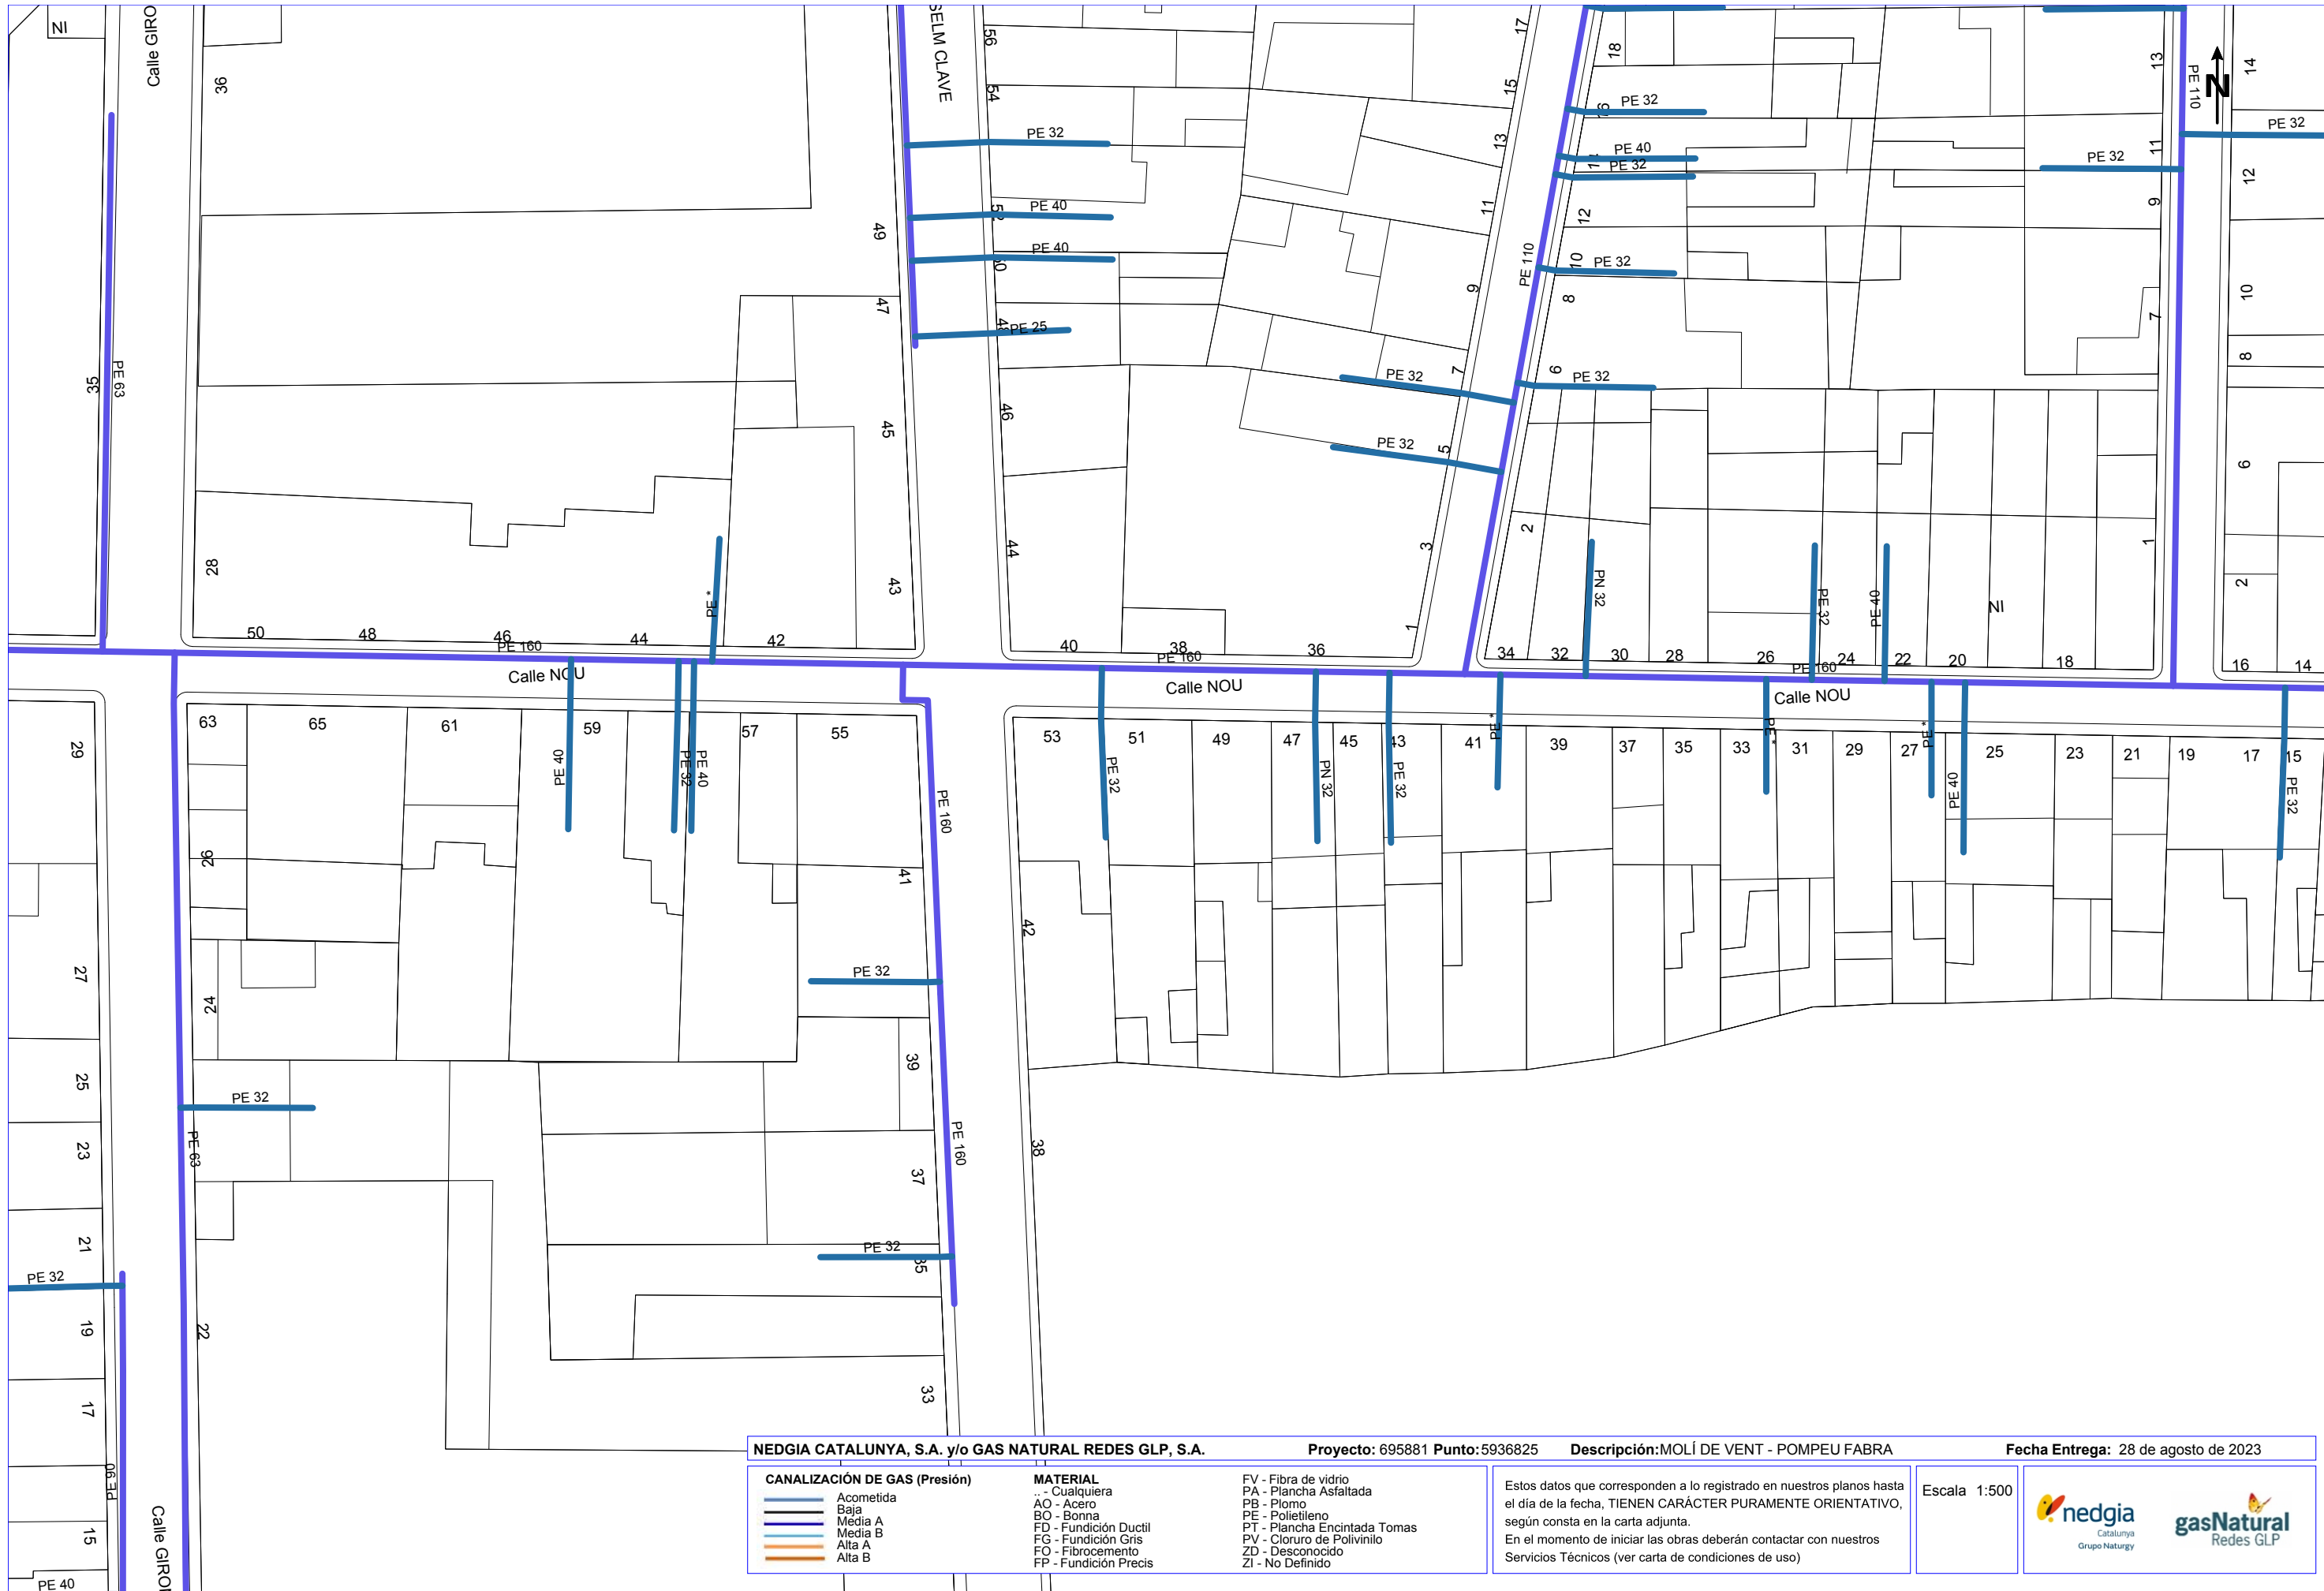 NI
Calle GIRO
36
SELM CLAVE
56
54
17
15
13
18
16
PE 32
PE 40
PE 32
13
PE 110
N
14
PE 32
11
PE 32
12
9
PE 32
52
PE 40
PE 40
49
47
11
9
12
10
PE 110
PE 32
8
10
7
8
PE 25
35
PE 63
45
46
PE 32
7
6
PE 32
PE 32
5
6
28
43
44
3
2
PN 32
PE 32
PE 40
NI
1
2
PE *
50
48
46
44
42
PE 160
40
38
36
1
PE 160
34
32
30
28
26
24
22
20
18
PE 160
16
14
Calle NOU
Calle NOU
Calle NOU
29
63
65
61
59
57
55
53
51
49
47
45
43
41
39
37
35
33
31
29
27
25
23
21
19
17
15
PE 40
PE 32
PE 40
PE 160
PE 32
PN 32
PE 32
PE *
PE *
PE *
PE 40
PE 32
26
41
42
27
24
PE 32
25
39
PE 32
23
PE 63
PE 160
38
37
21
PE 32
PE 32
35
19
22
17
33
PE 90
15
Calle GIRO
PE 40
NEDGIA CATALUNYA, S.A. y/o GAS NATURAL REDES GLP, S.A. Proyecto: 695881 Punto:5936825 Descripción:MOLÍ DE VENT - POMPEU FABRA Fecha Entrega: 28 de agosto de 2023
CANALIZACIÓN DE GAS (Presión)
Acometida
Baja
Media A
Media B
Alta A
Alta B
MATERIAL
.. - Cualquiera
AO - Acero
BO - Bonna
FD - Fundición Ductil
FG - Fundición Gris
FO - Fibrocemento
FP - Fundición Precis
FV - Fibra de vidrio
PA - Plancha Asfaltada
PB - Plomo
PE - Polietileno
PT - Plancha Encintada Tomas
PV - Cloruro de Polivinilo
ZD - Desconocido
ZI - No Definido
Estos datos que corresponden a lo registrado en nuestros planos hasta
el día de la fecha, TIENEN CARÁCTER PURAMENTE ORIENTATIVO,
según consta en la carta adjunta.
En el momento de iniciar las obras deberán contactar con nuestros
Servicios Técnicos (ver carta de condiciones de uso)
Escala 1:500
nedgia
Catalunya
Grupo Naturgy
gasNatural
Redes GLP